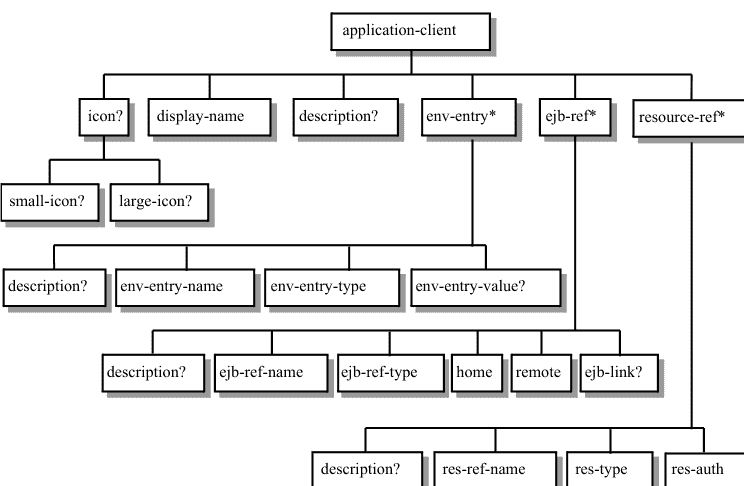 application-client
icon?
display-name
description?
env-entry*
ejb-ref*
resource-ref*
small-icon?
large-icon?
description?
env-entry-name
env-entry-type
env-entry-value?
description?
ejb-ref-name
ejb-ref-type
home
remote
ejb-link?
description?
res-ref-name
res-type
res-auth